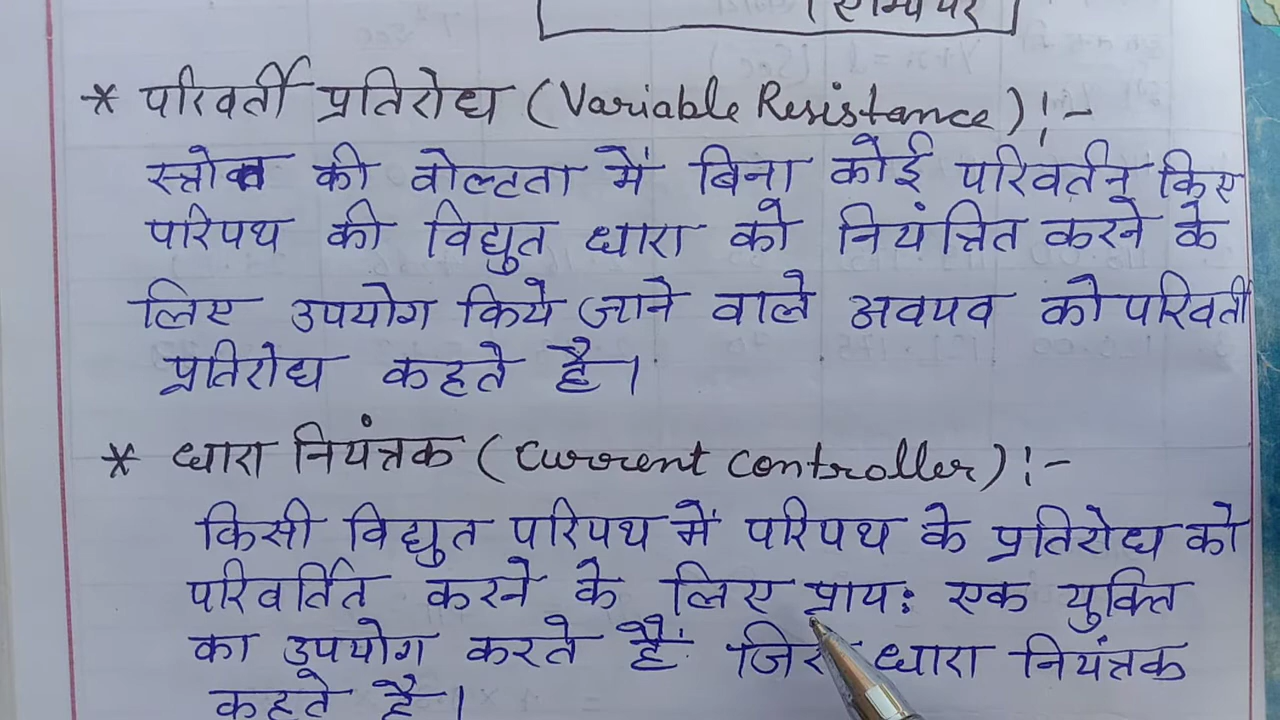 * परिवर्ती प्रतिरोध (Variable Resistance) :-
स्त्रोत की वोल्टता में बिना कोई परिवर्तन किए
परिपथ की विद्युत धारा को नियंत्रित करने के
लिए उपयोग किये जाने वाले अवयव को परिवर्ती
प्रतिरोध कहते है।
* धारा नियंत्रक (Current Controller) :-
किसी विद्युत परिपथ में परिपथ के प्रतिरोध को
परिवर्तित करने के लिए प्रायः एक युक्ति
का उपयोग करते हैं धारा नियंत्रक
कहते है।